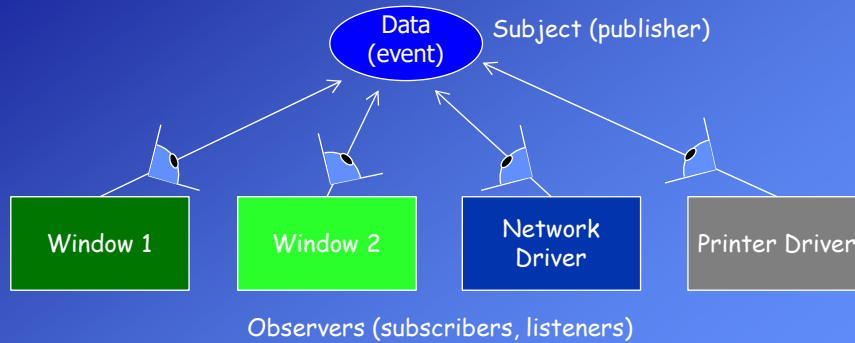 Data
(event)
Subject (publisher)
Window 1
Window 2
Network
Driver
Printer Driver
Observers (subscribers, listeners)